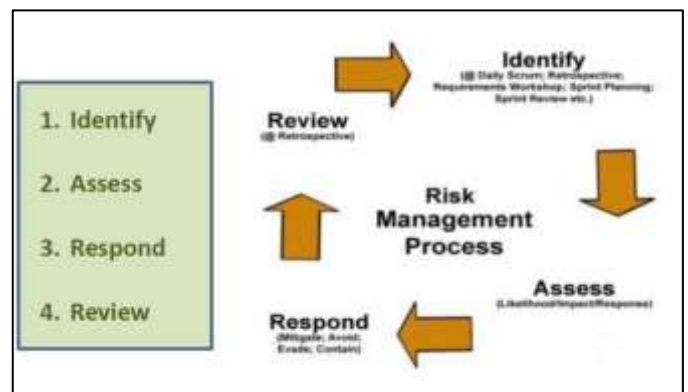 1. Identify
2. Assess
3. Respond
4. Review
Identify
(@ Daily Scrum; Retrospective;
Requirements Workshop; Sprint Planning;
Sprint Review etc.)
Review
(@ Retrospective)
Risk
Management
Process
Assess
(Likelihood/Impact/Response)
Respond
(Mitigate; Avoid;
Evade; Contain)